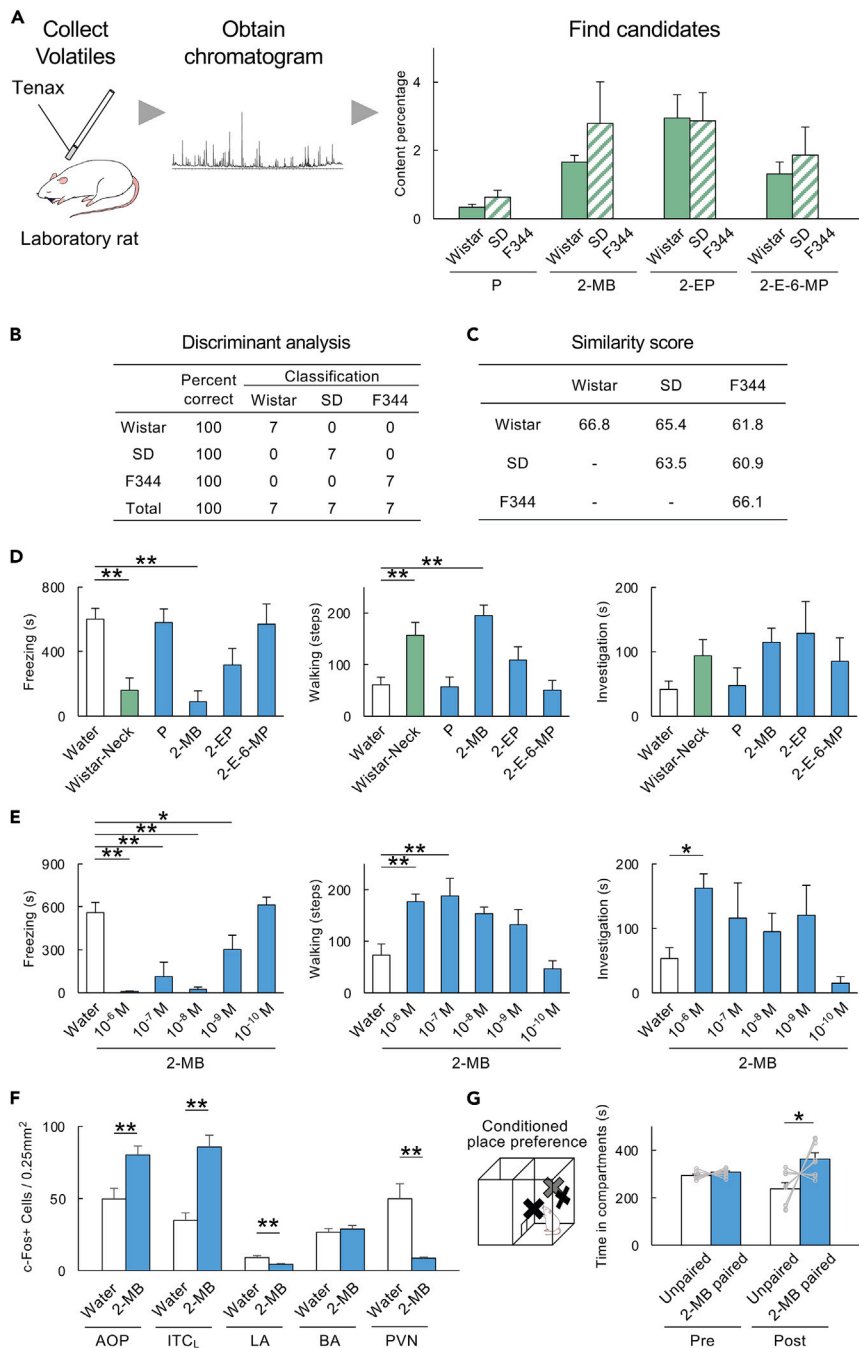 A
Collect
Volatiles
Obtain
chromatogram
Find candidates
Tenax
Laboratory rat
Content percentage
4
2
0
Wistar
SD
F344
Wistar
SD
F344
Wistar
SD
F344
Wistar
SD
F344
P
2-MB
2-EP
2-E-6-MP
B
Discriminant analysis
Percent
correct
Classification
Wistar SD F344
Wistar 100 7 0 0
SD 100 0 7 0
F344 100 0 0 7
Total 100 7 7 7
C
Similarity score
Wistar SD F344
Wistar 66.8 65.4 61.8
SD - 63.5 60.9
F344 - - 66.1
D
Freezing (s)
800
400
0
**
**
Water
Wistar-Neck
P
2-MB
2-EP
2-E-6-MP
Walking (steps)
200
100
0
**
**
Water
Wistar-Neck
P
2-MB
2-EP
2-E-6-MP
Investigation (s)
200
100
0
Water
Wistar-Neck
P
2-MB
2-EP
2-E-6-MP
E
Freezing (s)
900
600
300
0
*
**
**
**
Water
10⁻⁶ M
10⁻⁷ M
10⁻⁸ M
10⁻⁹ M
10⁻¹⁰ M
2-MB
Walking (steps)
200
100
0
**
**
Water
10⁻⁶ M
10⁻⁷ M
10⁻⁸ M
10⁻⁹ M
10⁻¹⁰ M
2-MB
Investigation (s)
200
100
0
*
Water
10⁻⁶ M
10⁻⁷ M
10⁻⁸ M
10⁻⁹ M
10⁻¹⁰ M
2-MB
F
c-Fos+ Cells / 0.25mm²
100
50
0
**
**
**
**
Water
2-MB
Water
2-MB
Water
2-MB
Water
2-MB
Water
2-MB
AOP
ITC_L
LA
BA
PVN
G
Conditioned
place preference
Time in compartments (s)
400
200
0
*
Unpaired
2-MB paired
Unpaired
2-MB paired
Pre
Post